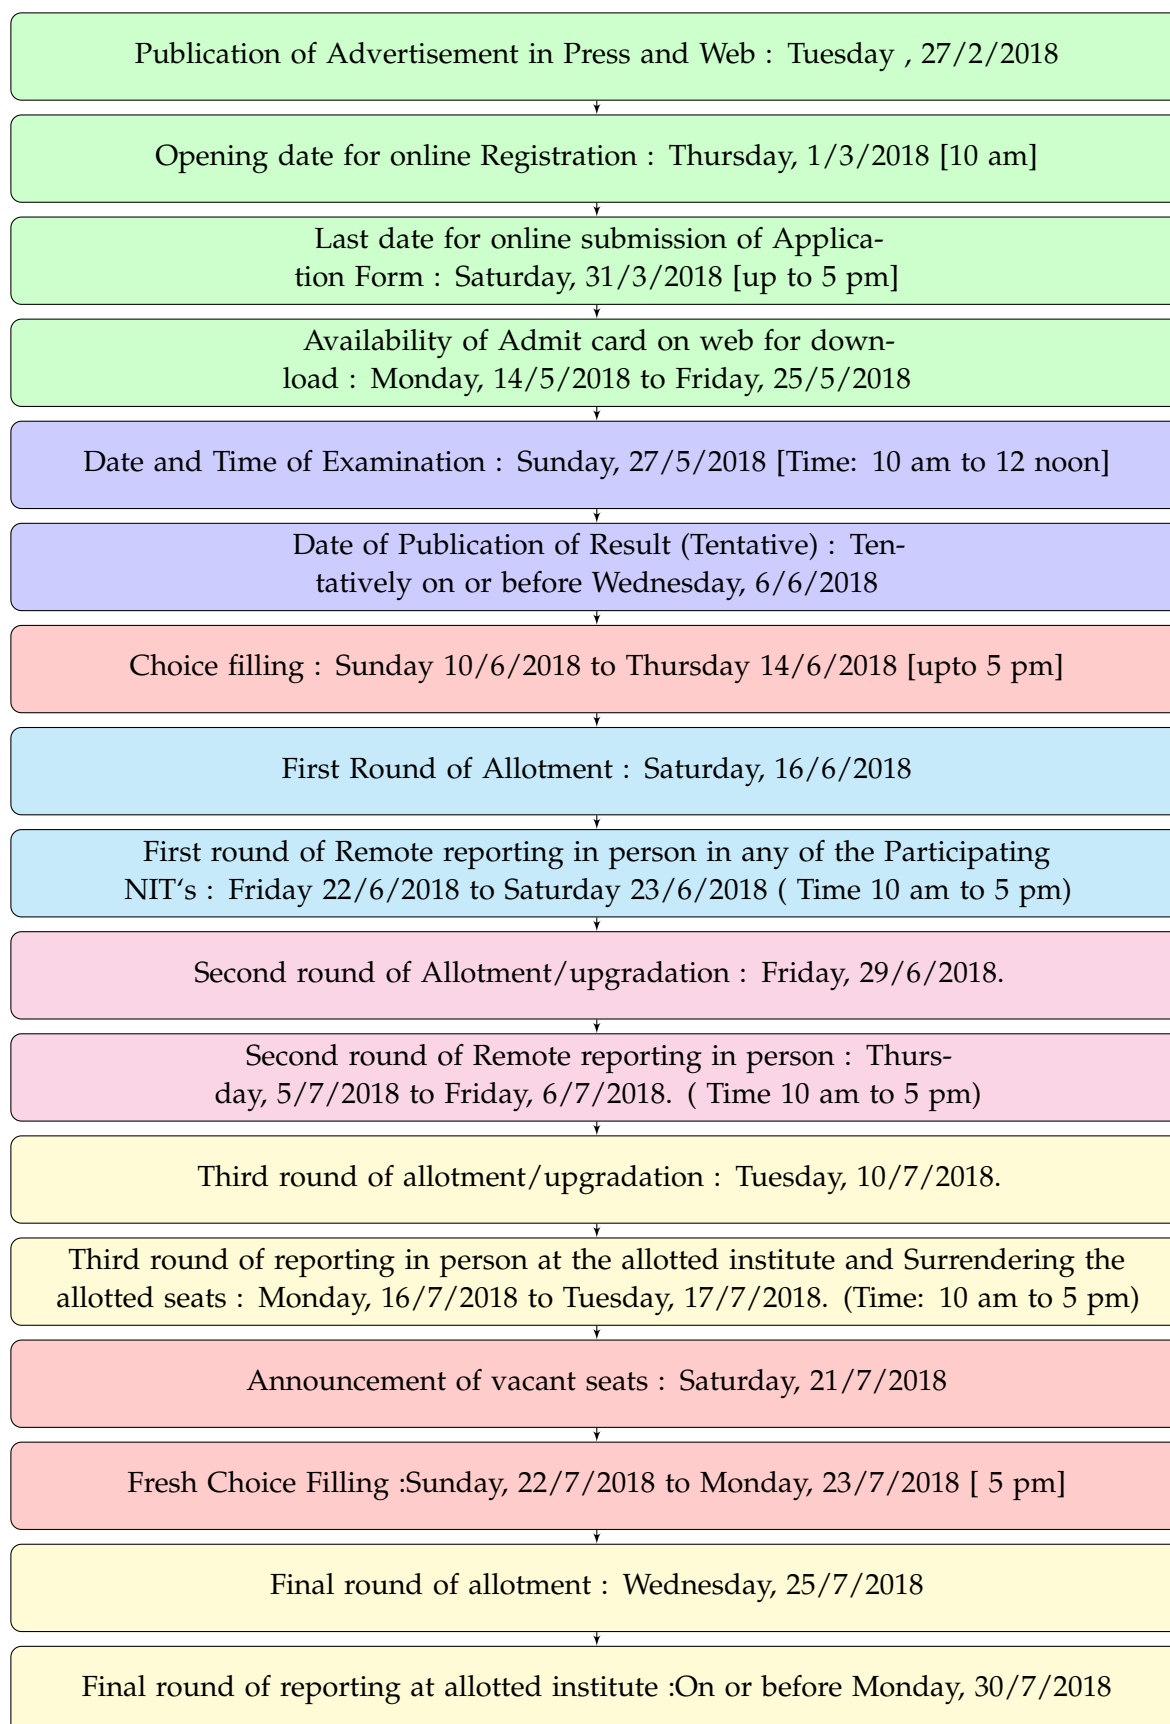 Publication of Advertisement in Press and Web : Tuesday , 27/2/2018
Opening date for online Registration : Thursday, 1/3/2018 [10 am]
Last date for online submission of Applica-
tion Form : Saturday, 31/3/2018 [up to 5 pm]
Availability of Admit card on web for down-
load : Monday, 14/5/2018 to Friday, 25/5/2018
Date and Time of Examination : Sunday, 27/5/2018 [Time: 10 am to 12 noon]
Date of Publication of Result (Tentative) : Ten-
tatively on or before Wednesday, 6/6/2018
Choice filling : Sunday 10/6/2018 to Thursday 14/6/2018 [upto 5 pm]
First Round of Allotment : Saturday, 16/6/2018
First round of Remote reporting in person in any of the Participating
NIT‘s : Friday 22/6/2018 to Saturday 23/6/2018 ( Time 10 am to 5 pm)
Second round of Allotment/upgradation : Friday, 29/6/2018.
Second round of Remote reporting in person : Thurs-
day, 5/7/2018 to Friday, 6/7/2018. ( Time 10 am to 5 pm)
Third round of allotment/upgradation : Tuesday, 10/7/2018.
Third round of reporting in person at the allotted institute and Surrendering the
allotted seats : Monday, 16/7/2018 to Tuesday, 17/7/2018. (Time: 10 am to 5 pm)
Announcement of vacant seats : Saturday, 21/7/2018
Fresh Choice Filling :Sunday, 22/7/2018 to Monday, 23/7/2018 [ 5 pm]
Final round of allotment : Wednesday, 25/7/2018
Final round of reporting at allotted institute :On or before Monday, 30/7/2018